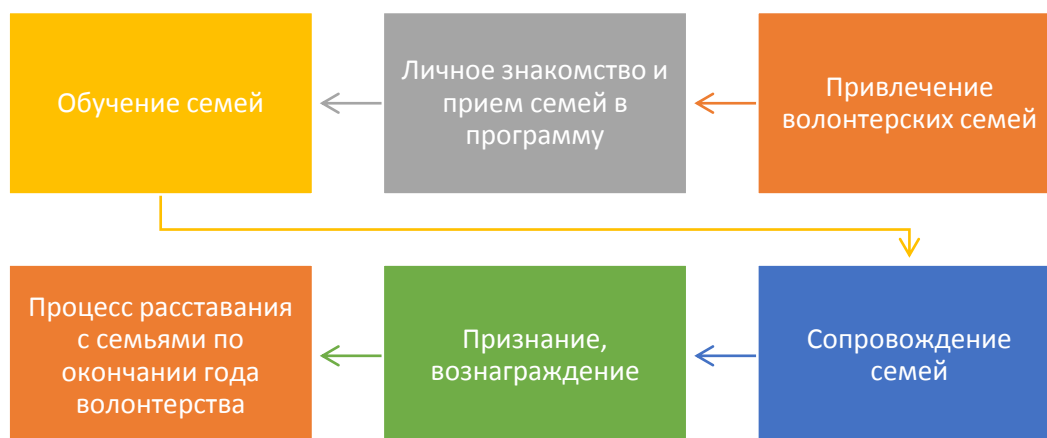 Привлечение
волонтерских семей
Личное знакомство и
прием семей в
программу
Обучение семей
Сопровождение
семей
Признание,
вознаграждение
Процесс расставания
с семьями по
окончании года
волонтерства